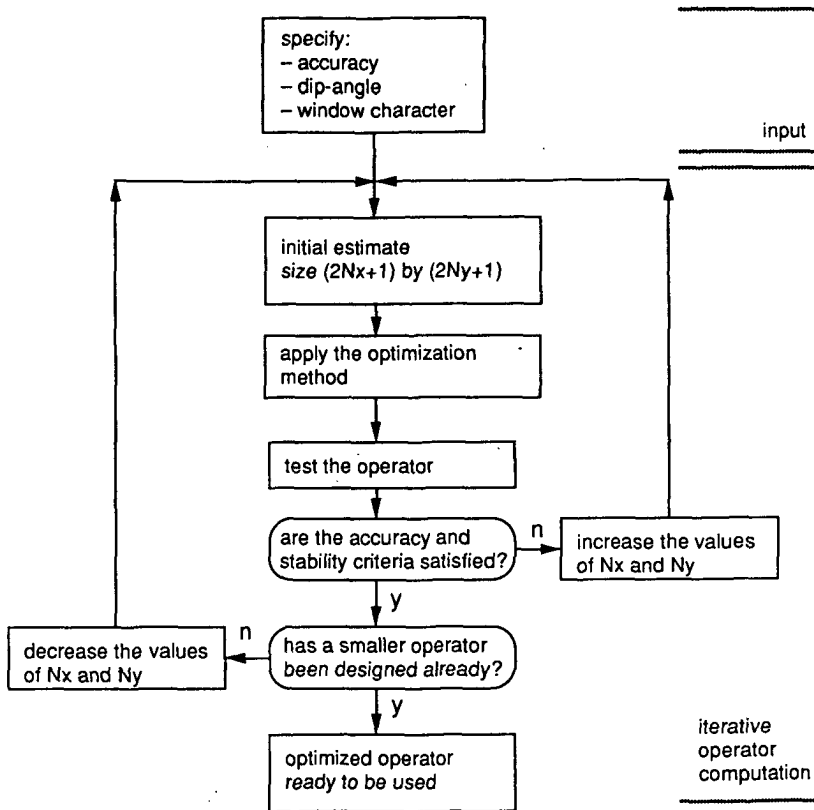 specify:
– accuracy
– dip-angle
– window character
input
initial estimate
size (2Nx+1) by (2Ny+1)
apply the optimization
method
test the operator
are the accuracy and
stability criteria satisfied?
n
increase the values
of Nx and Ny
y
has a smaller operator
been designed already?
n
decrease the values
of Nx and Ny
y
optimized operator
ready to be used
iterative
operator
computation